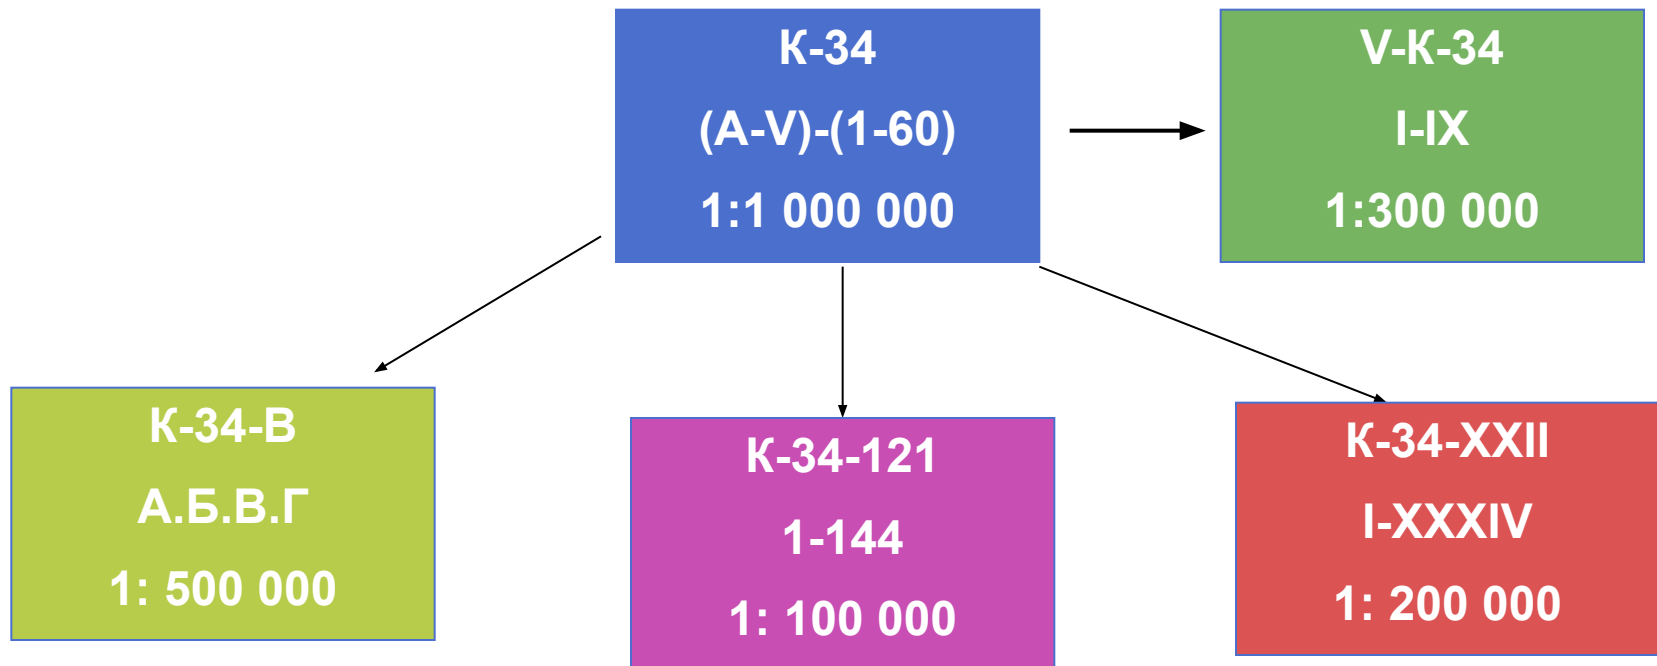 К-34
(А-V)-(1-60)
1:1 000 000
V-К-34
I-IX
1:300 000
К-34-В
А.Б.В.Г
1: 500 000
К-34-121
1-144
1: 100 000
К-34-XXII
I-XXXIV
1: 200 000